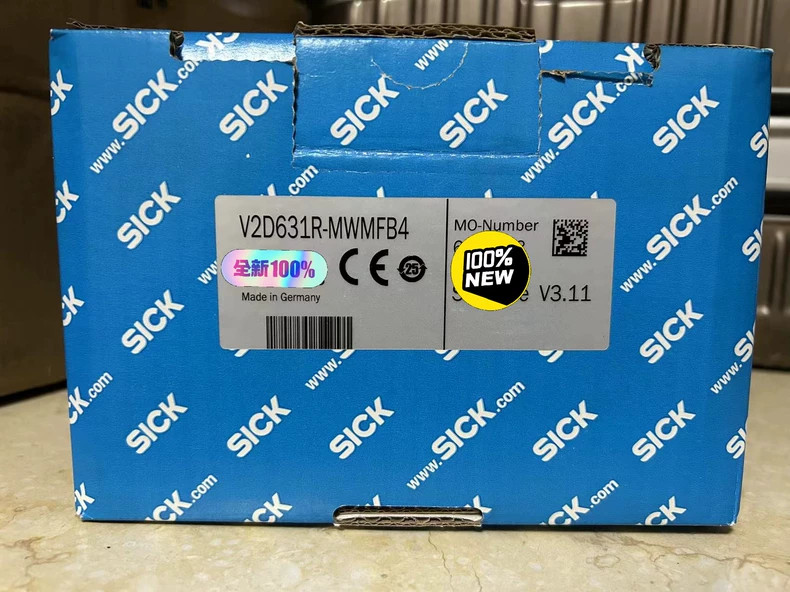 SICK
www.SICK.com
V2D631R-MWMFB4
MO-Number
全新100%
CE
25
100%
NEW
Made in Germany
V3.11